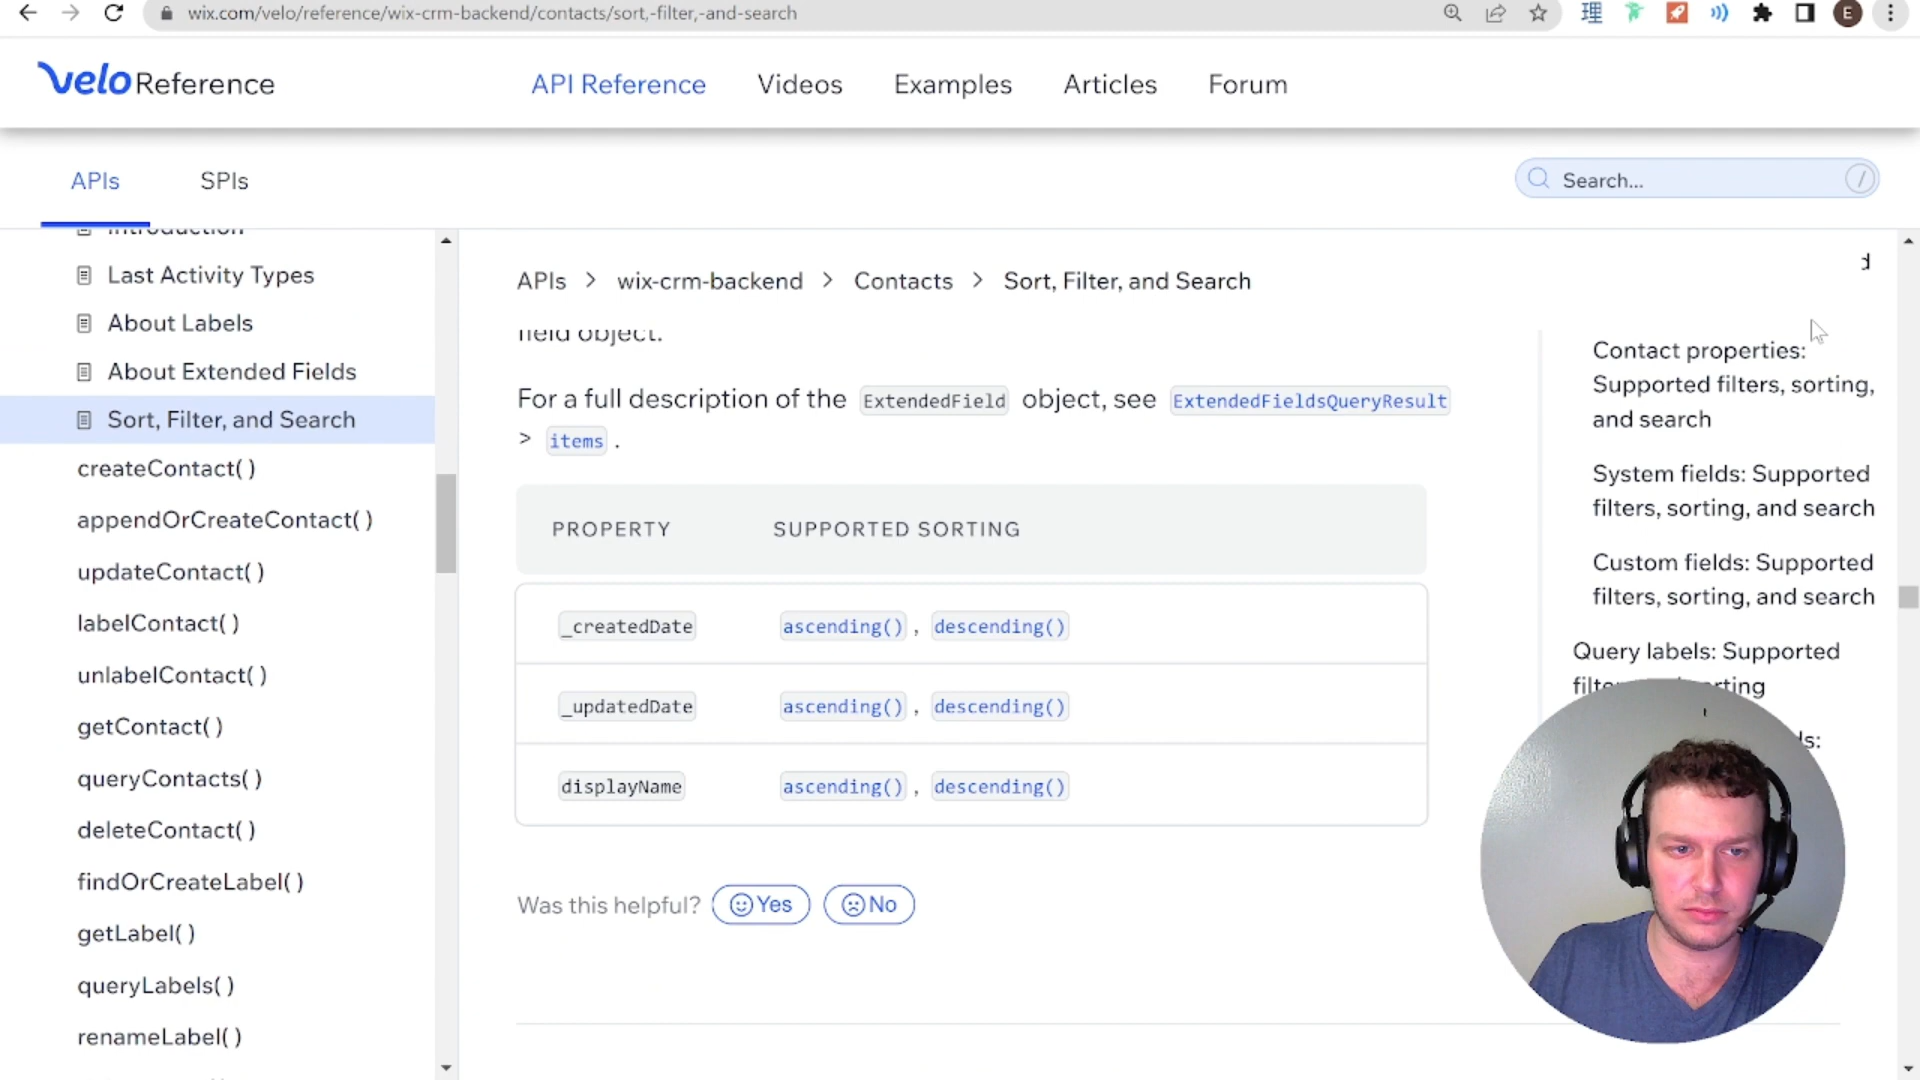 wix.com/velo/reference/wix-crm-backend/contacts/sort,-filter,-and-search
理
E
velo Reference
API Reference
Videos
Examples
Articles
Forum
APIs
SPIs
Search...
/
Introduction
Last Activity Types
About Labels
About Extended Fields
Sort, Filter, and Search
createContact( )
appendOrCreateContact( )
updateContact( )
labelContact( )
unlabelContact( )
getContact( )
queryContacts( )
deleteContact( )
findOrCreateLabel( )
getLabel( )
queryLabels( )
renameLabel( )
APIs > wix-crm-backend > Contacts > Sort, Filter, and Search
field object.
For a full description of the ExtendedField object, see ExtendedFieldsQueryResult
> items .
PROPERTY SUPPORTED SORTING
_createdDate ascending() , descending()
_updatedDate ascending() , descending()
displayName ascending() , descending()
Was this helpful? Yes No
d
Contact properties:
Supported filters, sorting,
and search
System fields: Supported
filters, sorting, and search
Custom fields: Supported
filters, sorting, and search
Query labels: Supported